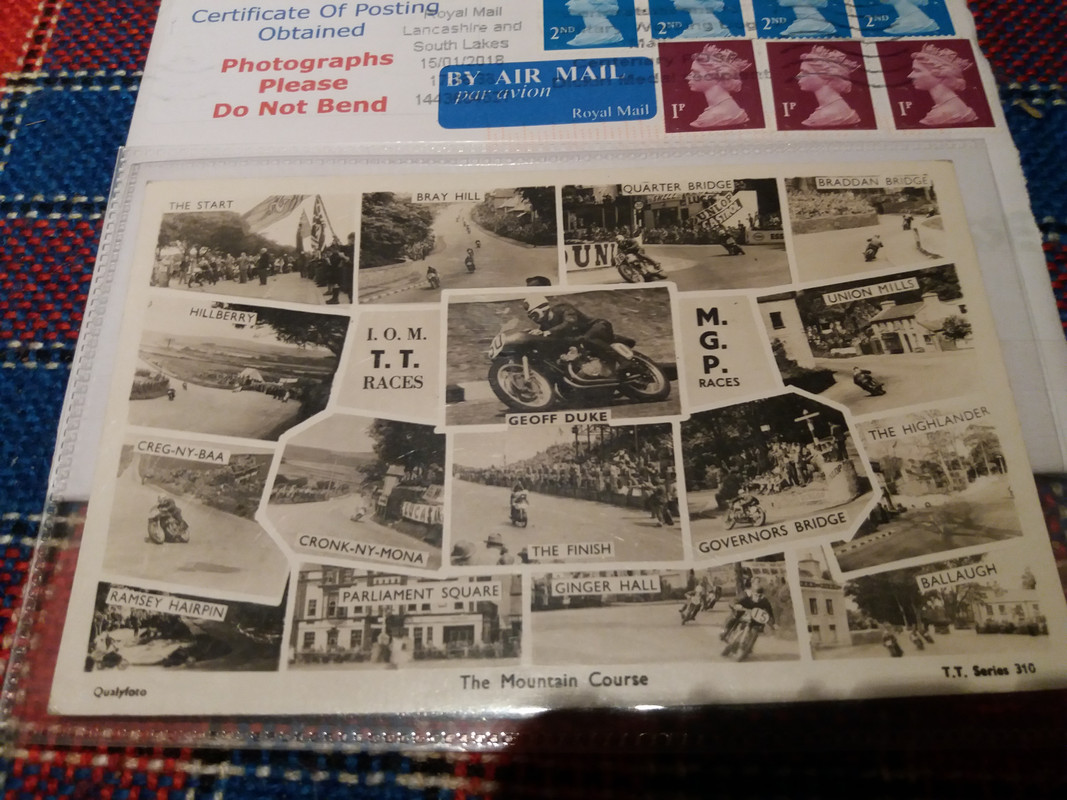 Certificate Of Posting
Obtained
Photographs
Please
Do Not Bend
Royal Mail
Lancashire and
South Lakes
15/01/2018
BY AIR MAIL
par avion
Royal Mail
2ND
2ND
2ND
2ND
1P
1P
1P
THE START
BRAY HILL
QUARTER BRIDGE
BRADDAN BRIDGE
DUNLOP
DUNL
HILLBERRY
I.O.M.
T.T.
RACES
GEOFF DUKE
M.
G.
P.
RACES
UNION MILLS
CREG-NY-BAA
CRONK-NY-MONA
THE FINISH
GOVERNORS BRIDGE
THE HIGHLANDER
RAMSEY HAIRPIN
PARLIAMENT SQUARE
GINGER HALL
15
BALLAUGH
Qualyfoto
The Mountain Course
T.T. Series 310